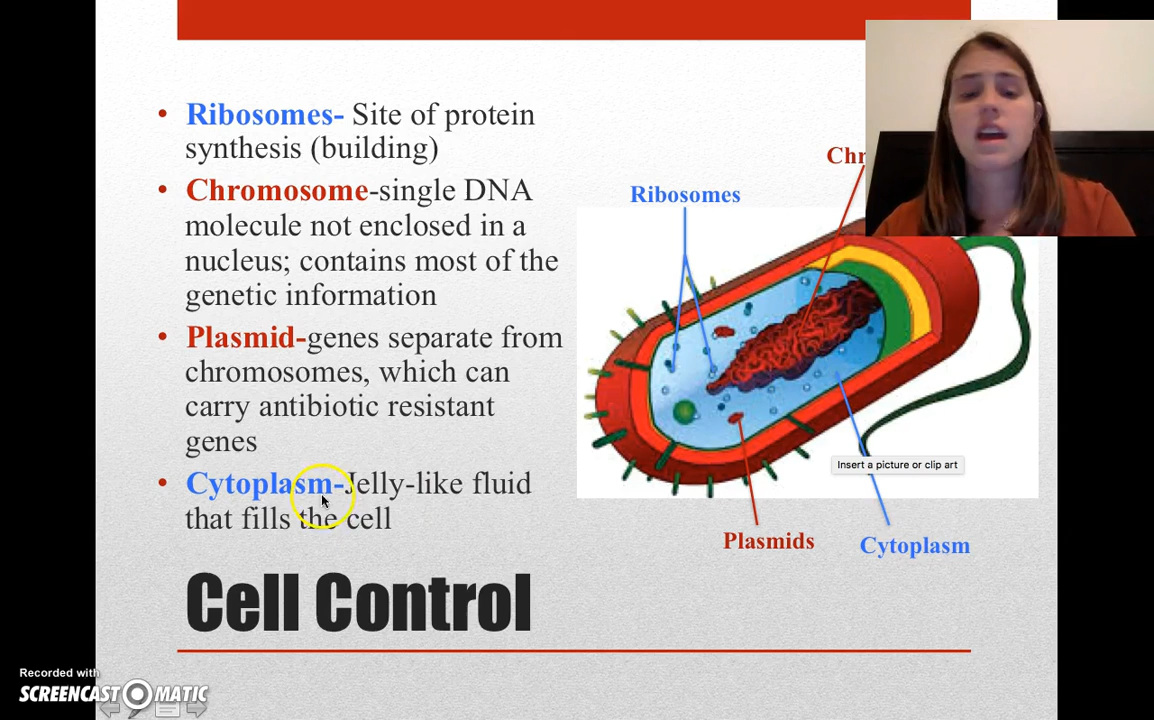 • Ribosomes- Site of protein
synthesis (building)
• Chromosome-single DNA
molecule not enclosed in a
nucleus; contains most of the
genetic information
• Plasmid-genes separate from
chromosomes, which can
carry antibiotic resistant
genes
• Cytoplasm-Jelly-like fluid
that fills the cell
Chr
Ribosomes
Insert a picture or clip art
Plasmids
Cytoplasm
Cell Control
Recorded with
SCREENCAST MATIC